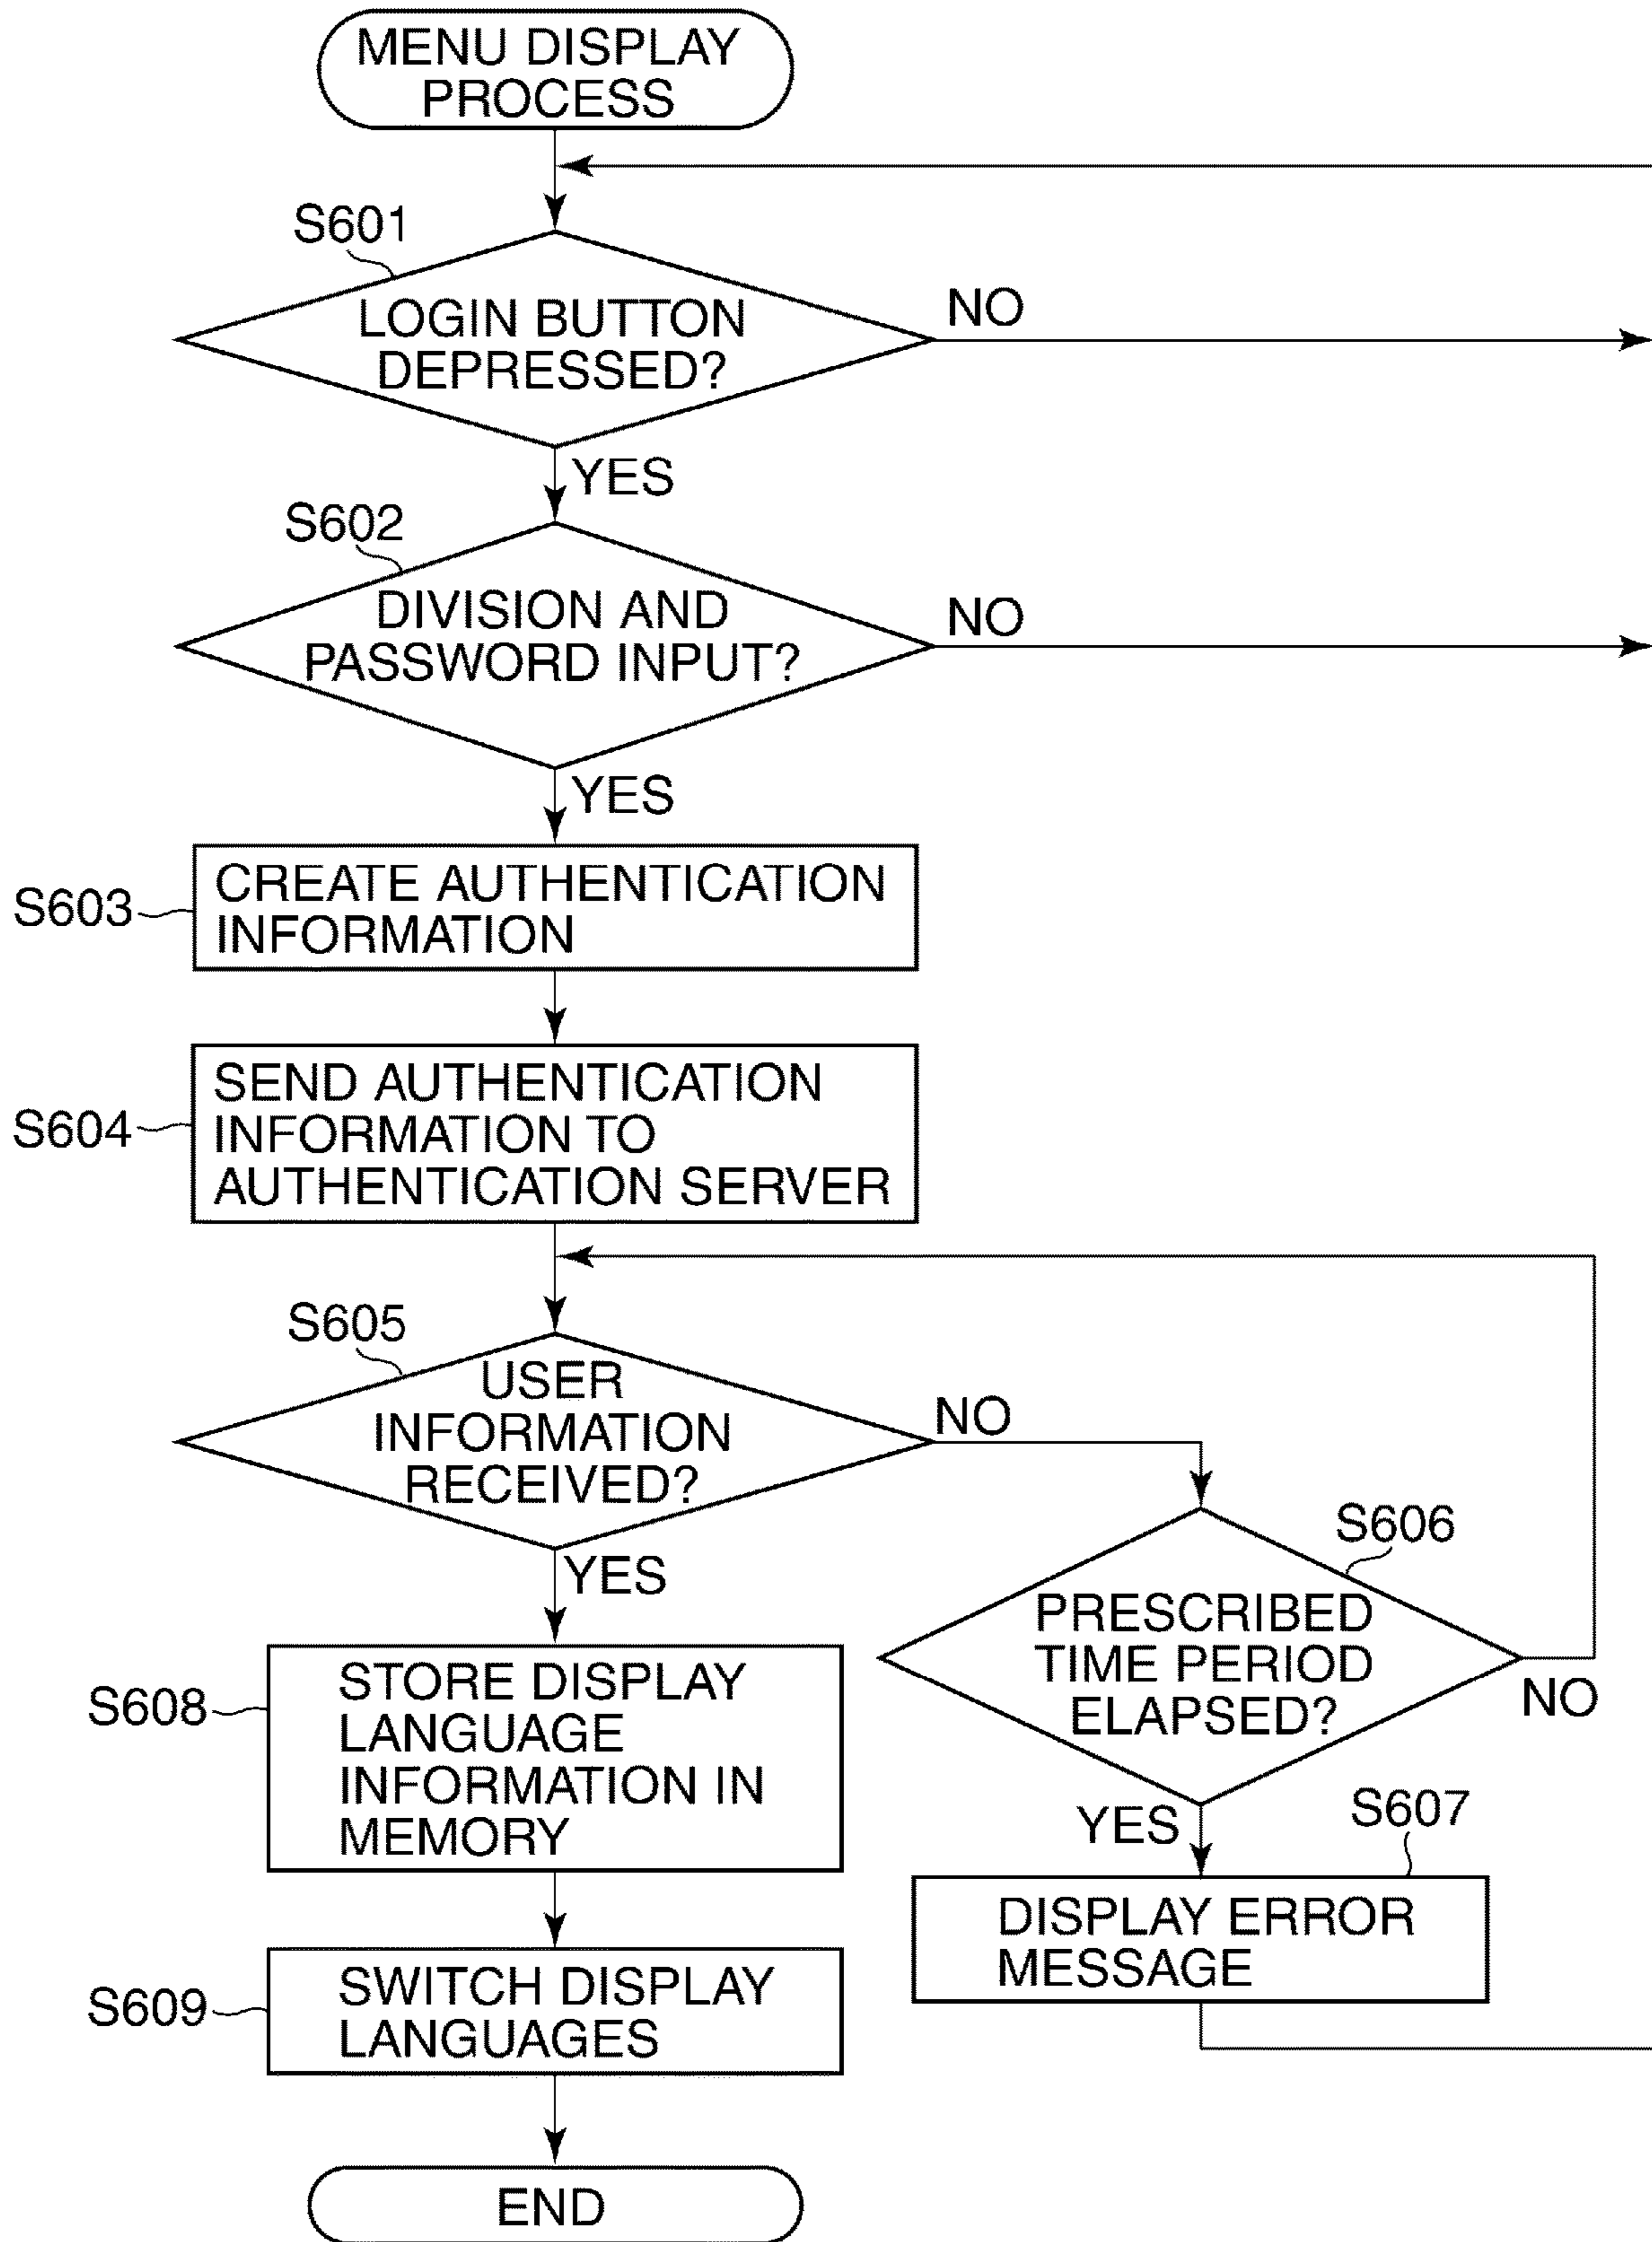 MENU DISPLAY
PROCESS
S601
LOGIN BUTTON
DEPRESSED?
NO
YES
S602
DIVISION AND
PASSWORD INPUT?
NO
YES
S603
CREATE AUTHENTICATION
INFORMATION
S604
SEND AUTHENTICATION
INFORMATION TO
AUTHENTICATION SERVER
S605
USER
INFORMATION
RECEIVED?
NO
YES
S606
PRESCRIBED
TIME PERIOD
ELAPSED?
NO
YES
S607
DISPLAY ERROR
MESSAGE
S608
STORE DISPLAY
LANGUAGE
INFORMATION IN
MEMORY
S609
SWITCH DISPLAY
LANGUAGES
END